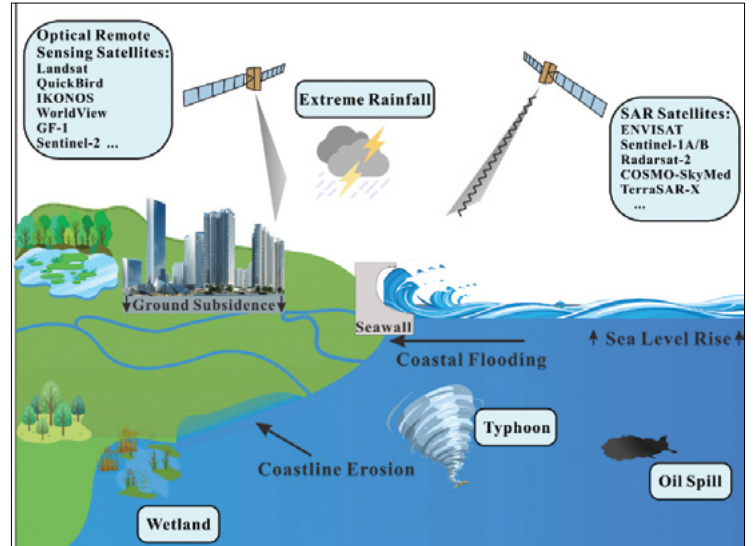 Optical Remote
Sensing Satellites:
Landsat
QuickBird
IKONOS
WorldView
GF-1
Sentinel-2 ...
Extreme Rainfall
SAR Satellites:
ENVISAT
Sentinel-1A/B
Radarsat-2
COSMO-SkyMed
TerraSAR-X
...
Ground Subsidence
Seawall
Coastal Flooding
Sea Level Rise
Typhoon
Coastline Erosion
Oil Spill
Wetland